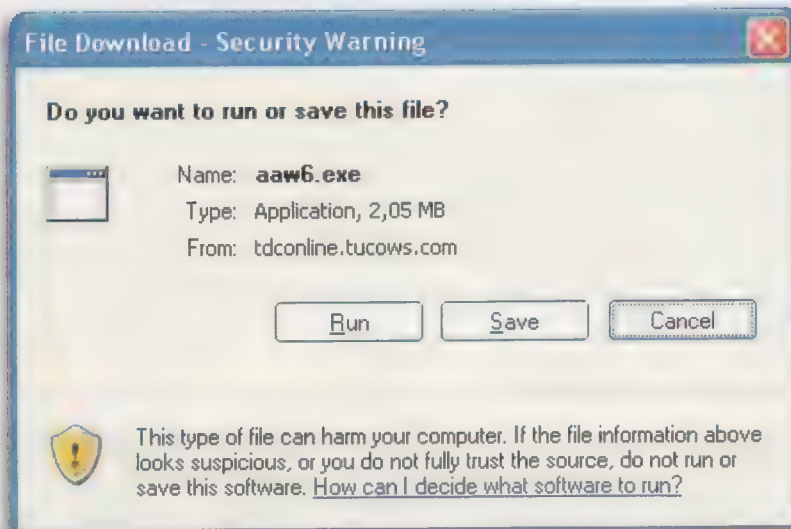 File Download - Security Warning
Do you want to run or save this file?
Name: aaw6.exe
Type: Application, 2,05 MB
From: tdconline.tucows.com
Run Save Cancel
This type of file can harm your computer. If the file information above
looks suspicious, or you do not fully trust the source, do not run or
save this software. How can I decide what software to run?